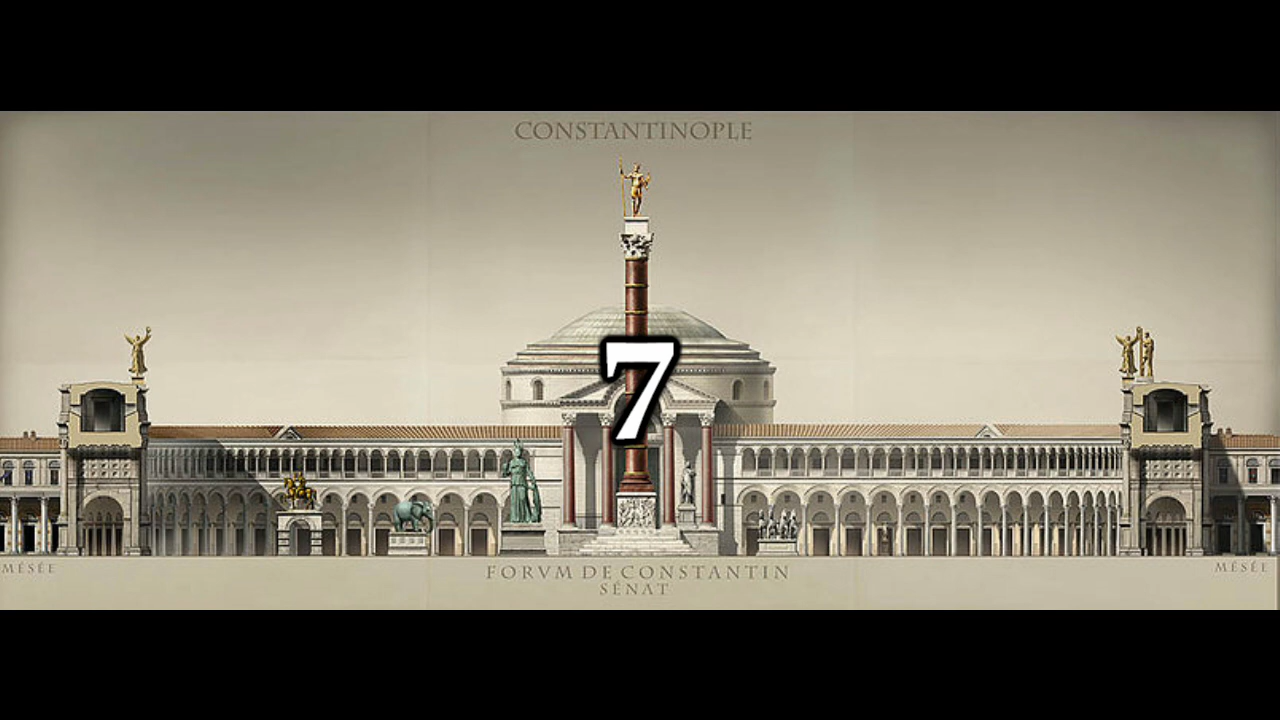 CONSTANTINOPLE
7
MÉSÉE
MÉSÉE
FORVM DE CONSTANTIN
SÉNAT